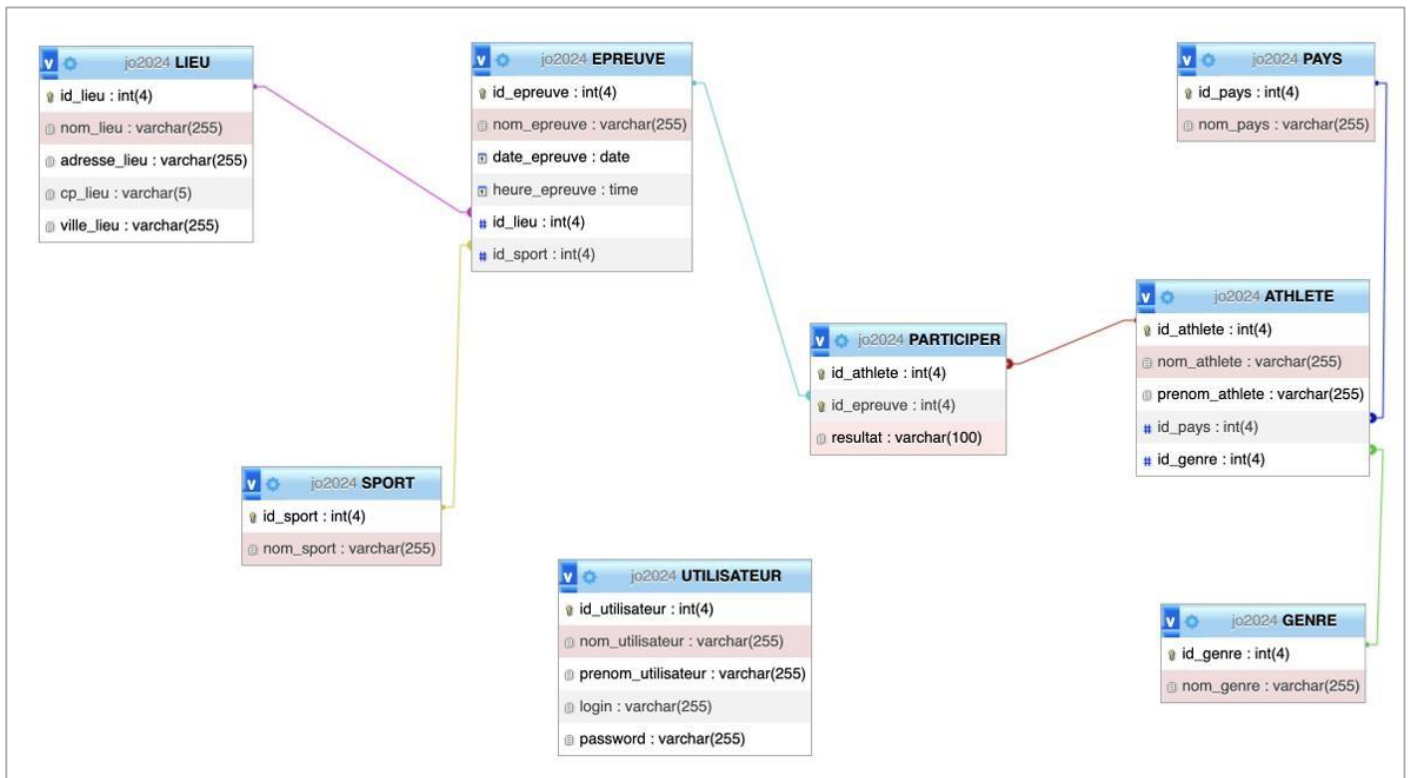 jo2024 LIEU
id_lieu : int(4)
nom_lieu : varchar(255)
adresse_lieu : varchar(255)
cp_lieu : varchar(5)
ville_lieu : varchar(255)
jo2024 EPREUVE
id_epreuve : int(4)
nom_epreuve : varchar(255)
date_epreuve : date
heure_epreuve : time
id_lieu : int(4)
id_sport : int(4)
jo2024 PAYS
id_pays : int(4)
nom_pays : varchar(255)
jo2024 ATHLETE
id_athlete : int(4)
nom_athlete : varchar(255)
prenom_athlete : varchar(255)
id_pays : int(4)
id_genre : int(4)
jo2024 PARTICIPER
id_athlete : int(4)
id_epreuve : int(4)
resultat : varchar(100)
jo2024 SPORT
id_sport : int(4)
nom_sport : varchar(255)
jo2024 UTILISATEUR
id_utilisateur : int(4)
nom_utilisateur : varchar(255)
prenom_utilisateur : varchar(255)
login : varchar(255)
password : varchar(255)
jo2024 GENRE
id_genre : int(4)
nom_genre : varchar(255)